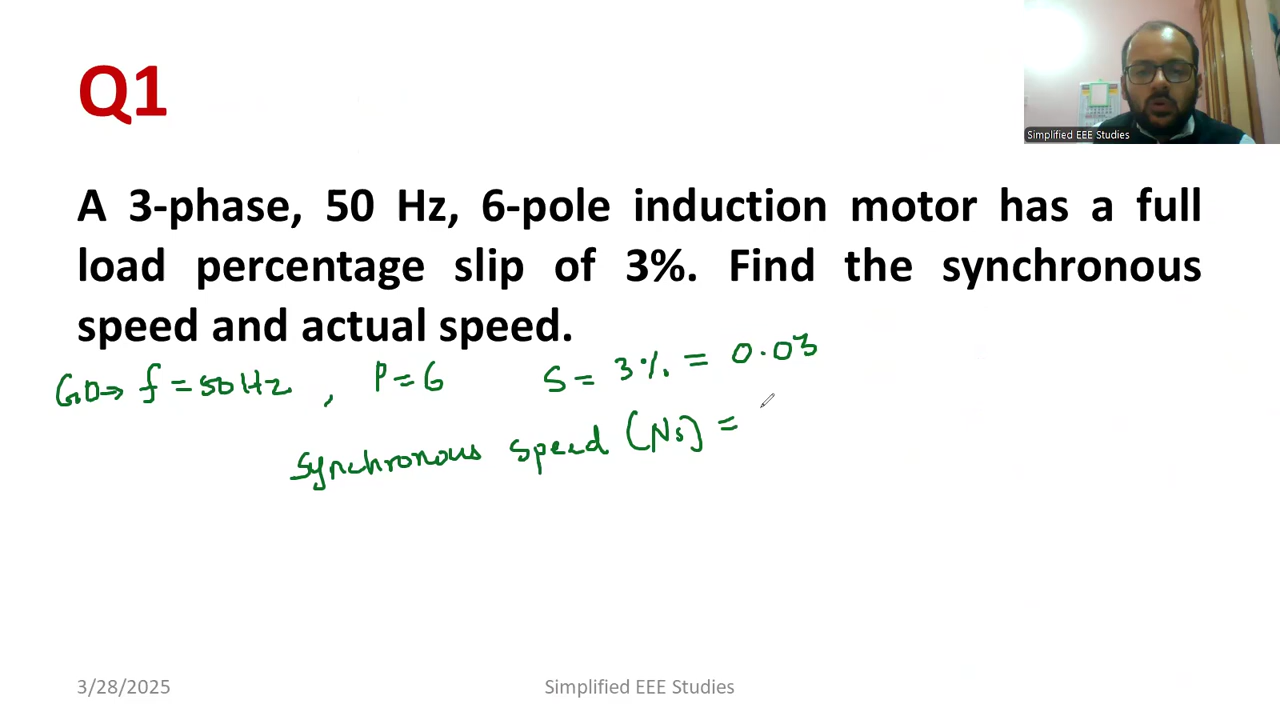 Q1
Simplified EEE Studies
A 3-phase, 50 Hz, 6-pole induction motor has a full
load percentage slip of 3%. Find the synchronous
speed and actual speed.
G.D→ f = 50 Hz , P = 6 S = 3% = 0.03
Synchronous speed (Ns) =
3/28/2025 Simplified EEE Studies